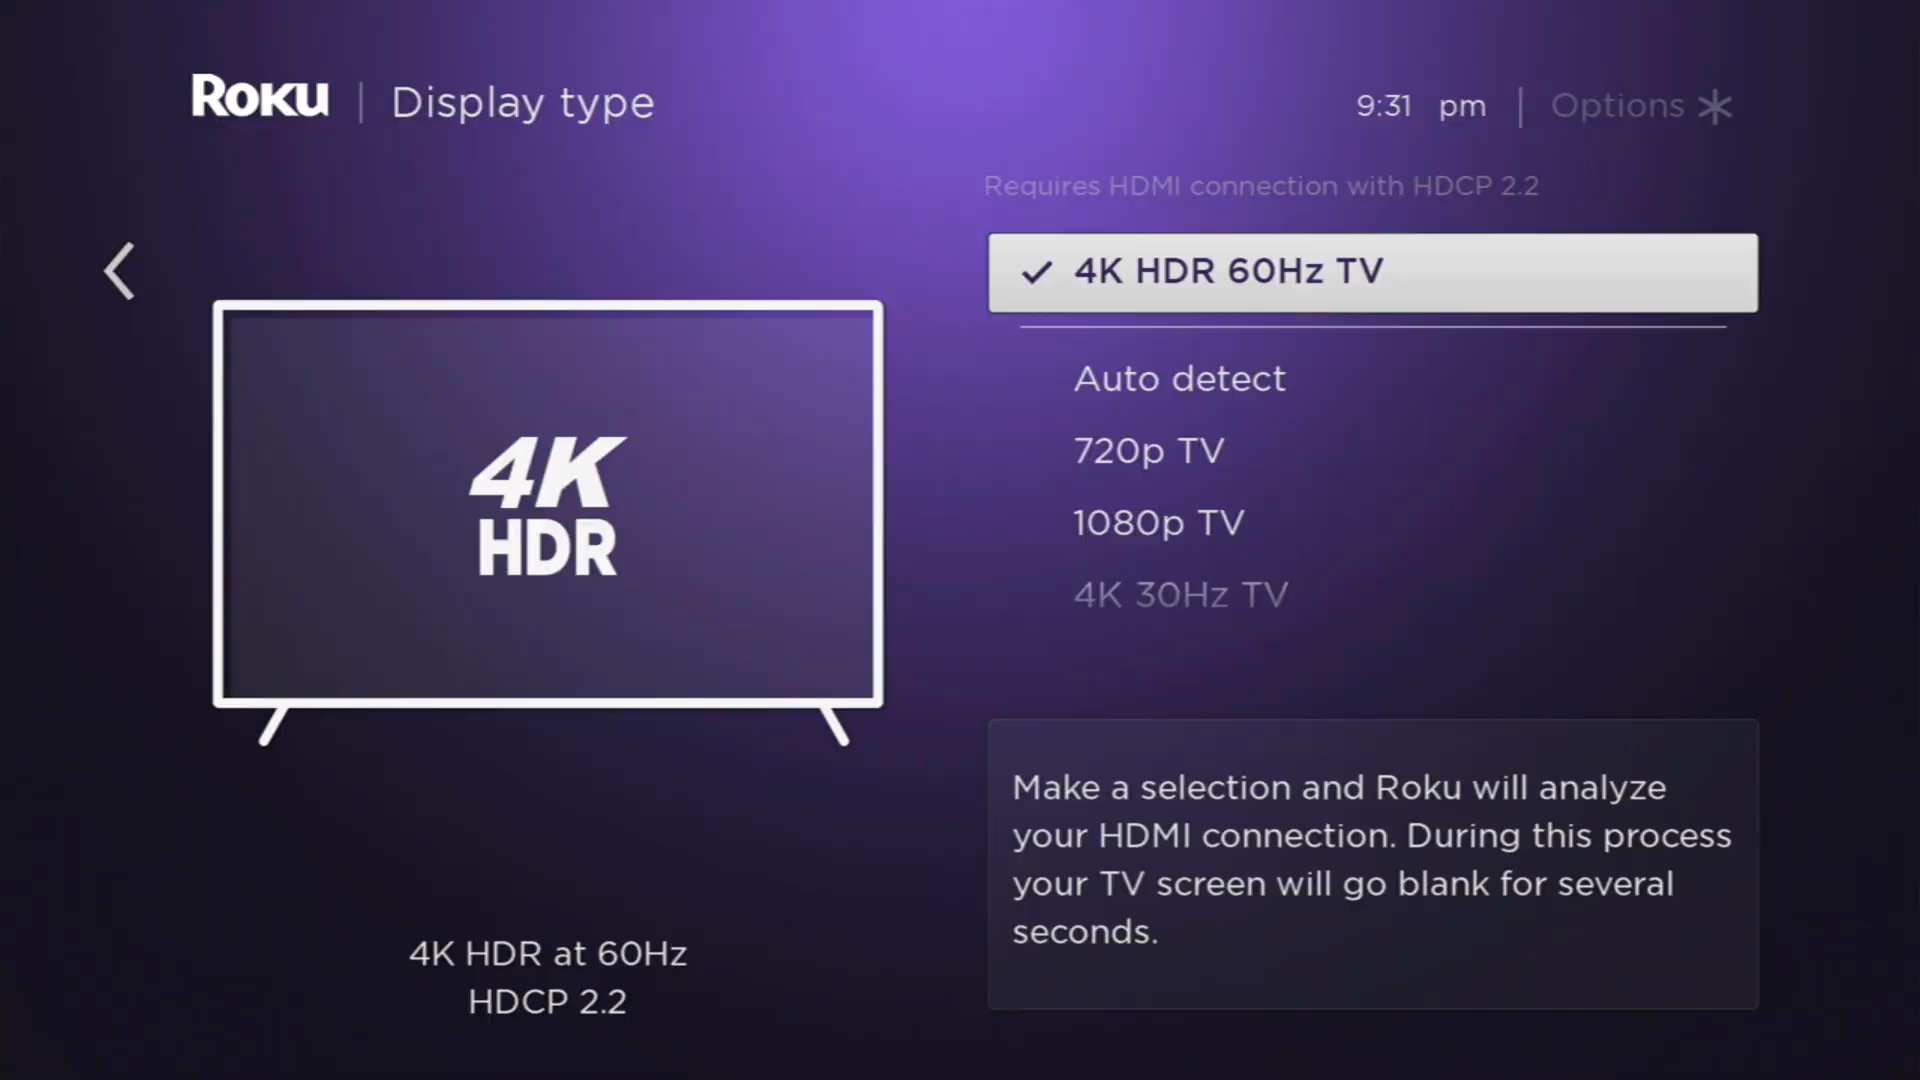 Roku | Display type
9:31 pm | Options
Requires HDMI connection with HDCP 2.2
4K HDR 60Hz TV
Auto detect
720p TV
1080p TV
4K 30Hz TV
4K
HDR
4K HDR at 60Hz
HDCP 2.2
Make a selection and Roku will analyze
your HDMI connection. During this process
your TV screen will go blank for several
seconds.